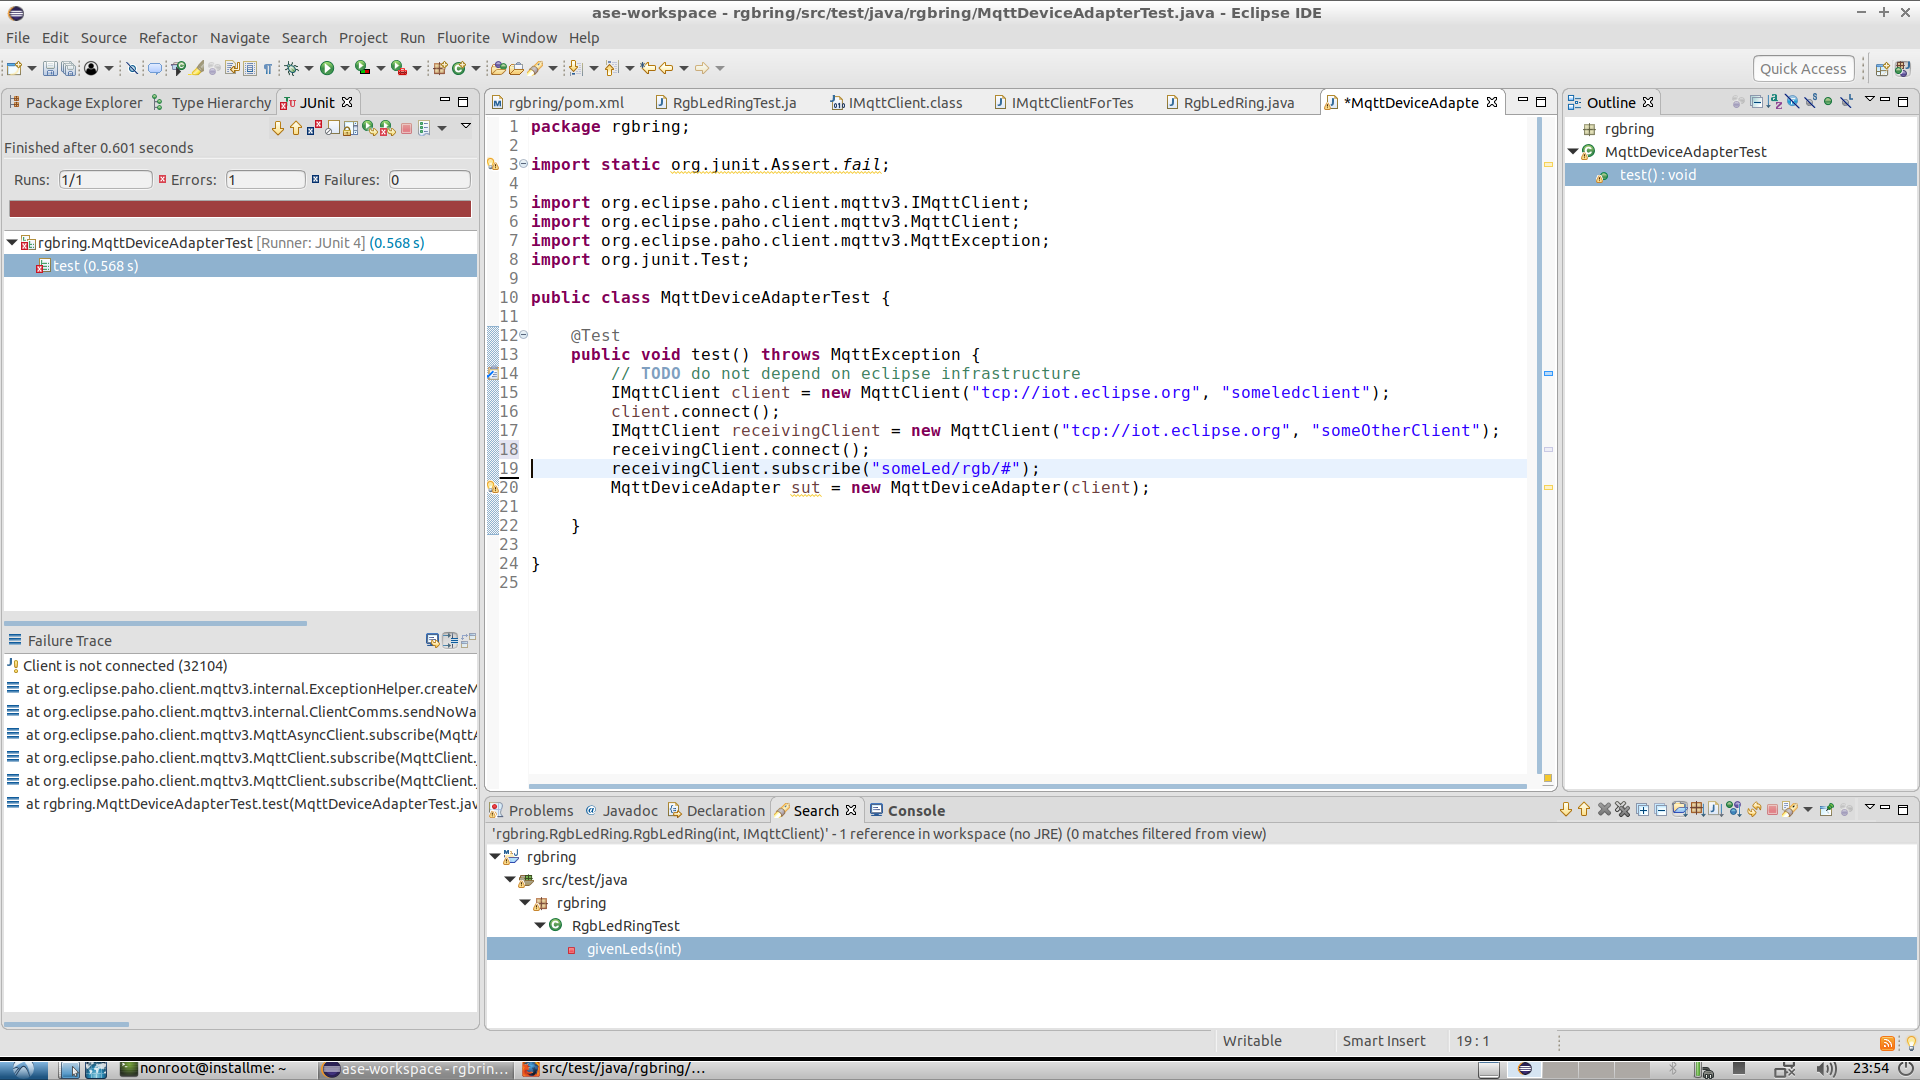 ase-workspace - rgbring/src/test/java/rgbring/MqttDeviceAdapterTest.java - Eclipse IDE
File Edit Source Refactor Navigate Search Project Run Fluorite Window Help
Quick Access
Package Explorer Type Hierarchy JUnit
Finished after 0.601 seconds
Runs: 1/1 Errors: 1 Failures: 0
rgbring.MqttDeviceAdapterTest [Runner: JUnit 4] (0.568 s)
test (0.568 s)
Failure Trace
Client is not connected (32104)
at org.eclipse.paho.client.mqttv3.internal.ExceptionHelper.createM
at org.eclipse.paho.client.mqttv3.internal.ClientComms.sendNoWa
at org.eclipse.paho.client.mqttv3.MqttAsyncClient.subscribe(MqttA
at org.eclipse.paho.client.mqttv3.MqttClient.subscribe(MqttClient.
at org.eclipse.paho.client.mqttv3.MqttClient.subscribe(MqttClient.
at rgbring.MqttDeviceAdapterTest.test(MqttDeviceAdapterTest.jav
rgbring/pom.xml RgbLedRingTest.ja IMqttClient.class IMqttClientForTes RgbLedRing.java *MqttDeviceAdapte
1 package rgbring;
2
3 import static org.junit.Assert.fail;
4
5 import org.eclipse.paho.client.mqttv3.IMqttClient;
6 import org.eclipse.paho.client.mqttv3.MqttClient;
7 import org.eclipse.paho.client.mqttv3.MqttException;
8 import org.junit.Test;
9
10 public class MqttDeviceAdapterTest {
11
12 @Test
13 public void test() throws MqttException {
14 // TODO do not depend on eclipse infrastructure
15 IMqttClient client = new MqttClient("tcp://iot.eclipse.org", "someledclient");
16 client.connect();
17 IMqttClient receivingClient = new MqttClient("tcp://iot.eclipse.org", "someOtherClient");
18 receivingClient.connect();
19 receivingClient.subscribe("someLed/rgb/#");
20 MqttDeviceAdapter sut = new MqttDeviceAdapter(client);
21
22 }
23
24 }
25
Outline
rgbring
MqttDeviceAdapterTest
test() : void
Problems Javadoc Declaration Search Console
'rgbring.RgbLedRing.RgbLedRing(int, IMqttClient)' - 1 reference in workspace (no JRE) (0 matches filtered from view)
rgbring
src/test/java
rgbring
RgbLedRingTest
givenLeds(int)
Writable Smart Insert 19 : 1
nonroot@installme: ~ ase-workspace - rgbrin... src/test/java/rgbring/... 23:54